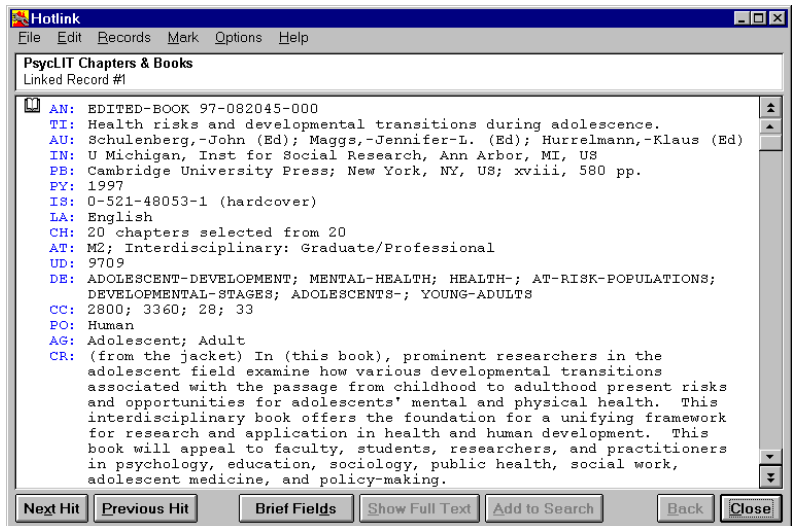 Hotlink
File Edit Records Mark Options Help
PsycLIT Chapters & Books
Linked Record #1
AN: EDITED-BOOK 97-082045-000
TI: Health risks and developmental transitions during adolescence.
AU: Schulenberg,-John (Ed); Maggs,-Jennifer-L. (Ed); Hurrelmann,-Klaus (Ed)
IN: U Michigan, Inst for Social Research, Ann Arbor, MI, US
PB: Cambridge University Press; New York, NY, US; xviii, 580 pp.
PY: 1997
IS: 0-521-48053-1 (hardcover)
LA: English
CH: 20 chapters selected from 20
AT: M2; Interdisciplinary: Graduate/Professional
UD: 9709
DE: ADOLESCENT-DEVELOPMENT; MENTAL-HEALTH; HEALTH-; AT-RISK-POPULATIONS;
DEVELOPMENTAL-STAGES; ADOLESCENTS-; YOUNG-ADULTS
CC: 2800; 3360; 28; 33
PO: Human
AG: Adolescent; Adult
CR: (from the jacket) In (this book), prominent researchers in the
adolescent field examine how various developmental transitions
associated with the passage from childhood to adulthood present risks
and opportunities for adolescents' mental and physical health. This
interdisciplinary book offers the foundation for a unifying framework
for research and application in health and human development. This
book will appeal to faculty, students, researchers, and practitioners
in psychology, education, sociology, public health, social work,
adolescent medicine, and policy-making.
Next Hit Previous Hit Brief Fields Show Full Text Add to Search Back Close